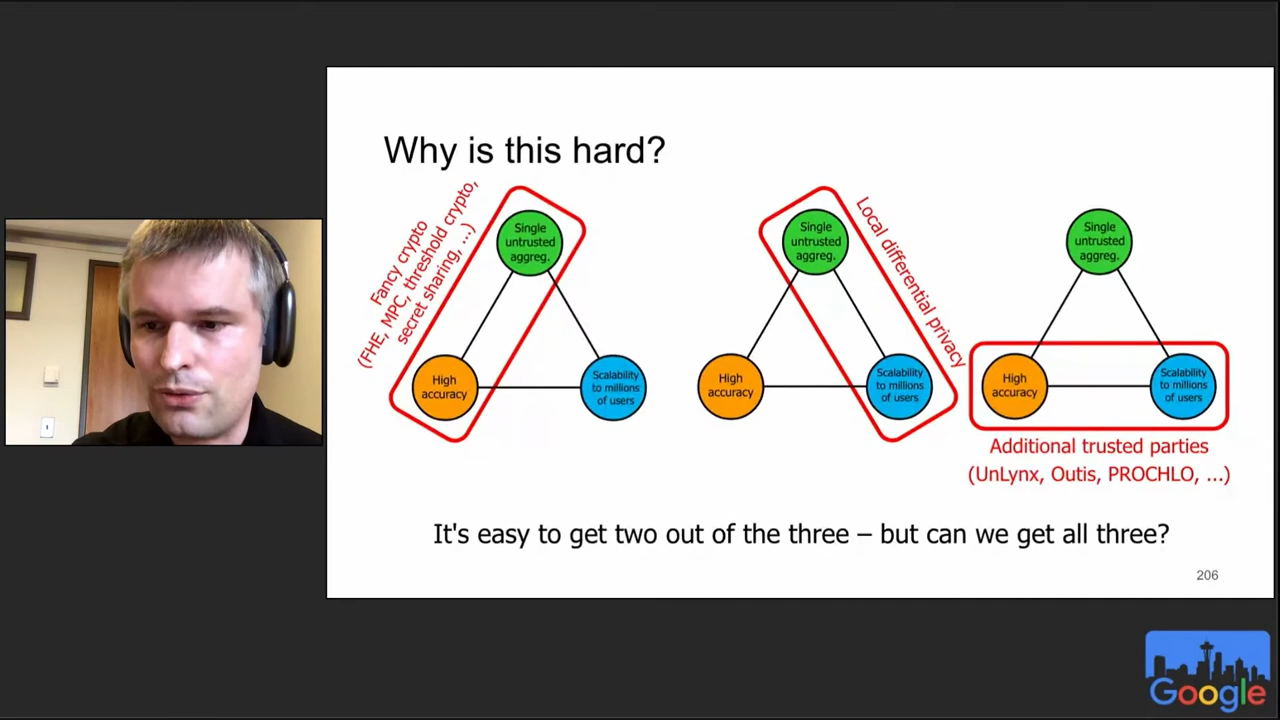 Why is this hard?
Fancy crypto
(FHE, MPC, threshold crypto,
secret sharing, ...)
Single
untrusted
aggreg.
High
accuracy
Scalability
to millions
of users
Single
untrusted
aggreg.
Local differential privacy
High
accuracy
Scalability
to millions
of users
Single
untrusted
aggreg.
High
accuracy
Scalability
to millions
of users
Additional trusted parties
(UnLynx, Outis, PROCHLO, ...)
It's easy to get two out of the three – but can we get all three?
206
Google